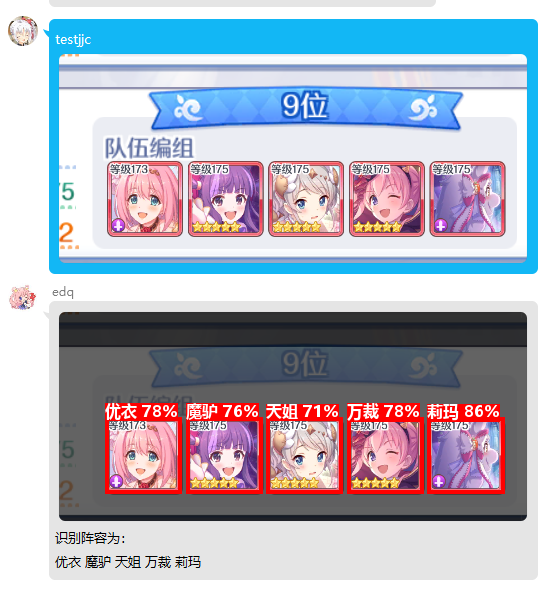 testjjc
9位
队伍编组
等级173 等级175 等级175 等级175 等级175
5
2
edq
9位
队伍编组
优衣 78% 魔驴 76% 天姐 71% 万裁 78% 莉玛 86%
等级173 等级175 等级175 等级175 等级175
5
2
识别阵容为:
优衣 魔驴 天姐 万裁 莉玛